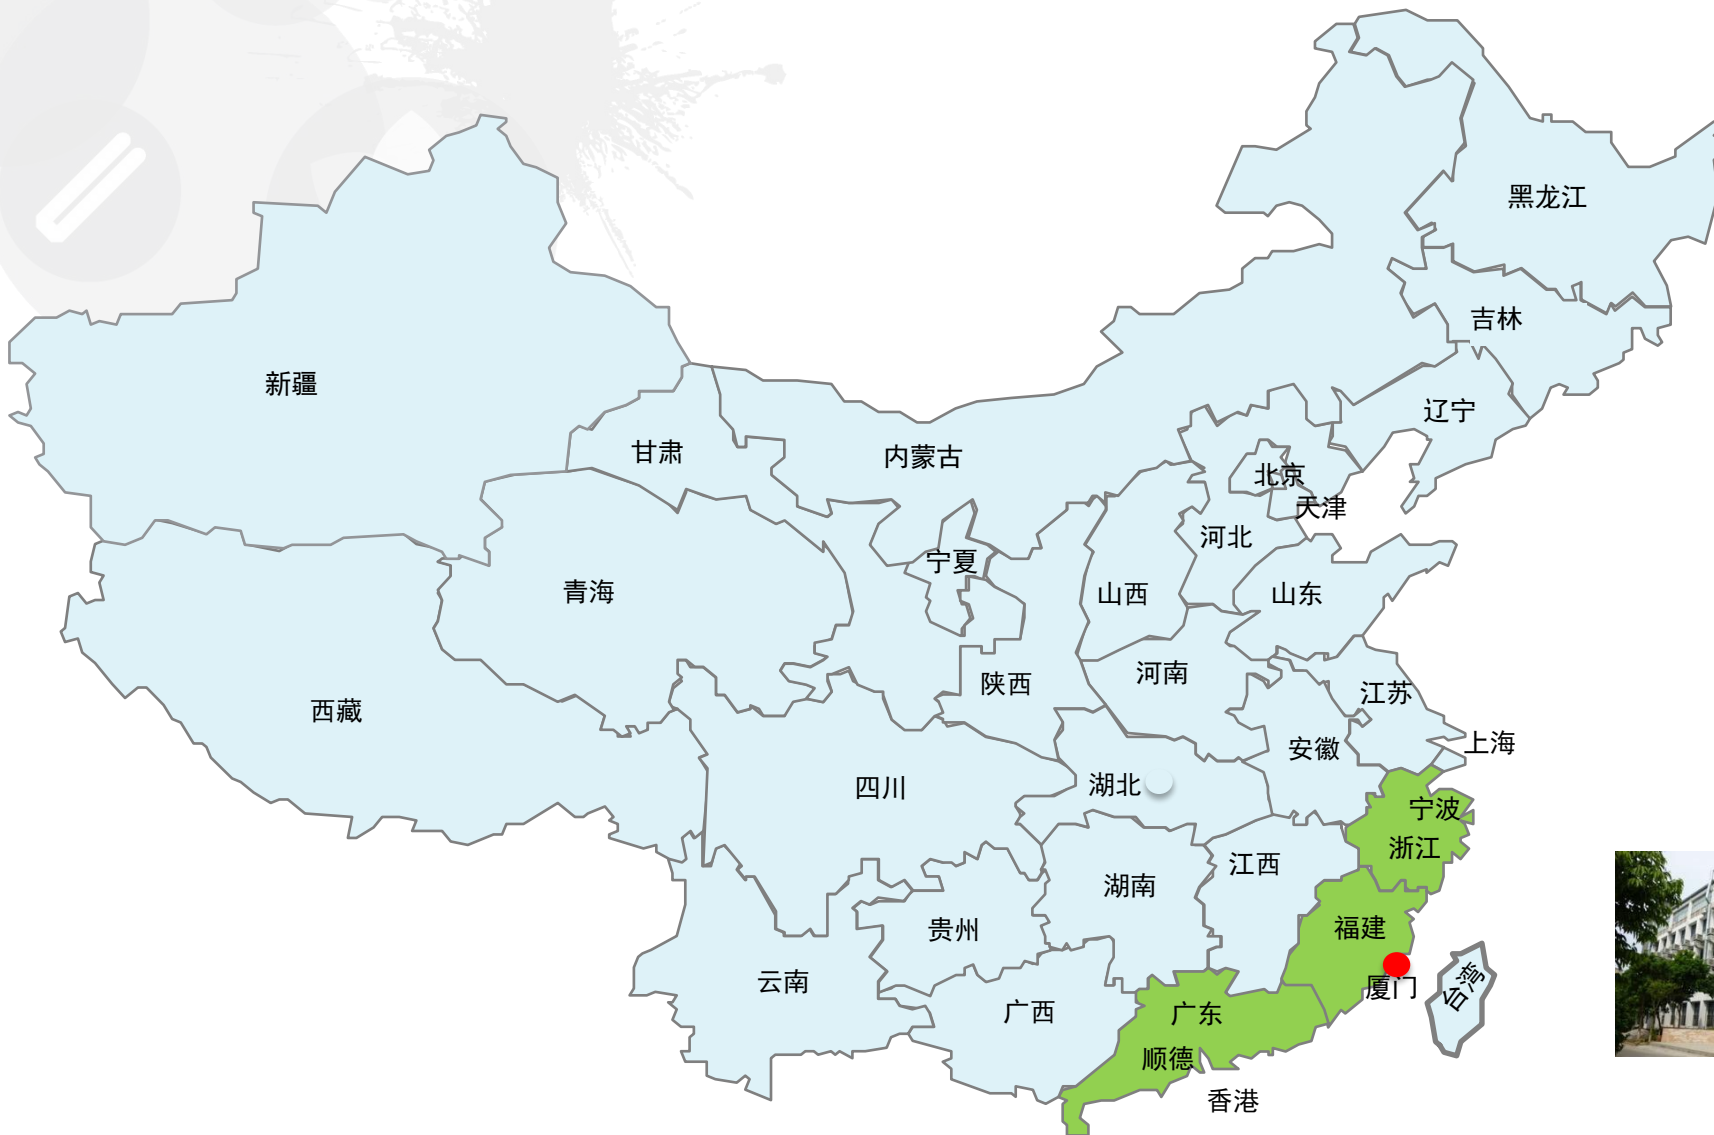 黑龙江
吉林
新疆
辽宁
甘肃
内蒙古
北京
天津
河北
宁夏
青海
山西
山东
河南
陕西
江苏
西藏
上海
安徽
湖北
四川
宁波
浙江
江西
湖南
福建
贵州
云南
厦门
台湾
广西
广东
顺德
香港